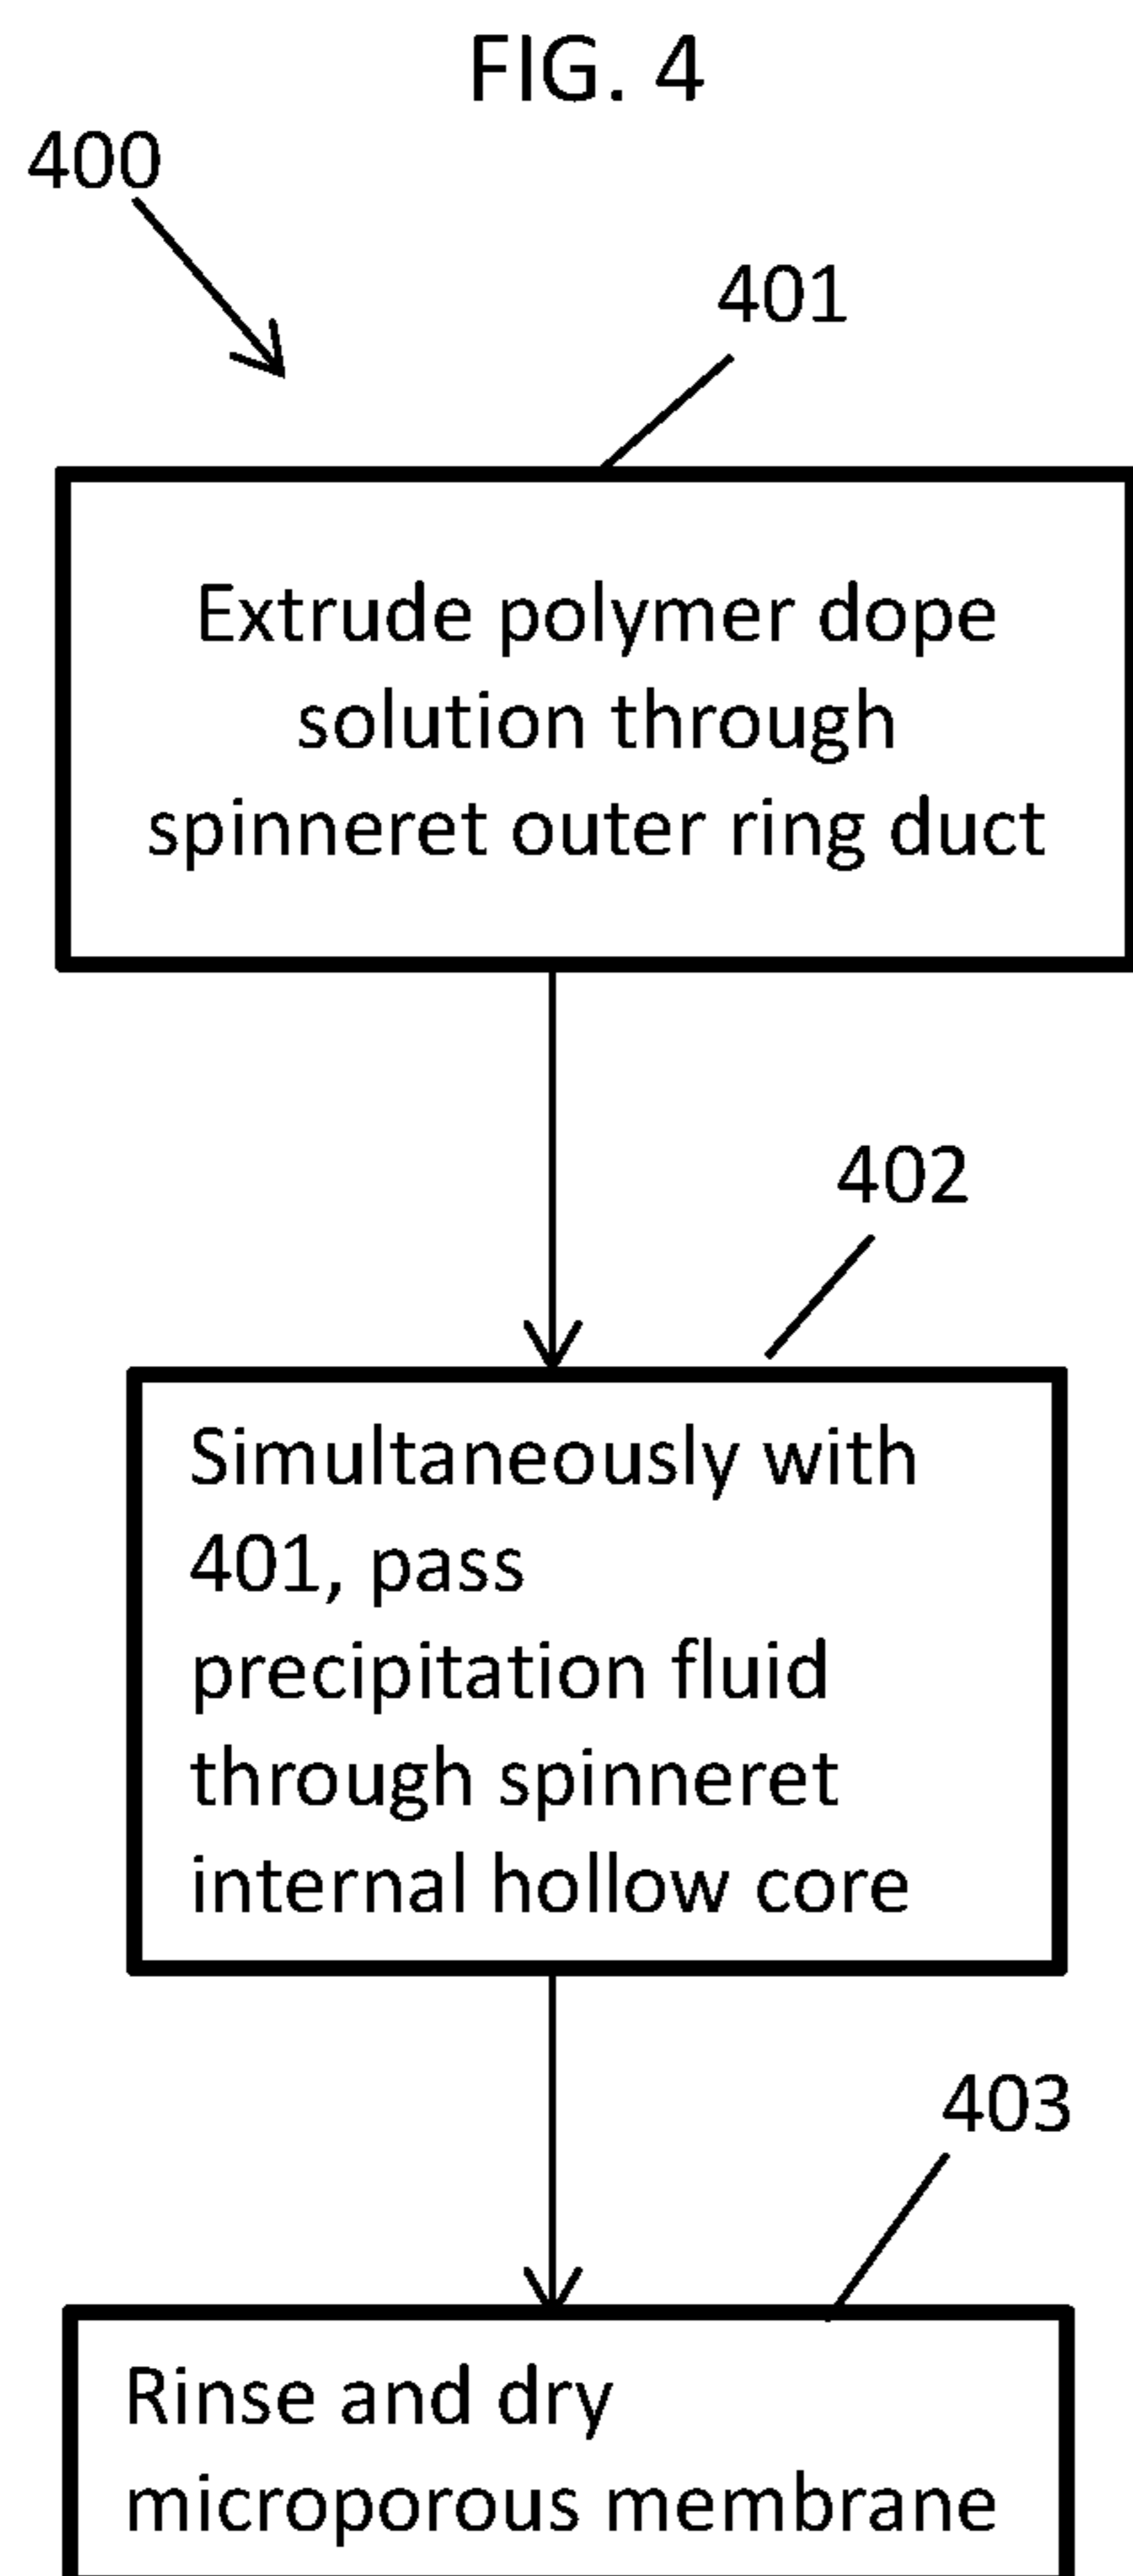 FIG. 4
400
401
Extrude polymer dope
solution through
spinneret outer ring duct
402
Simultaneously with
401, pass
precipitation fluid
through spinneret
internal hollow core
403
Rinse and dry
microporous membrane